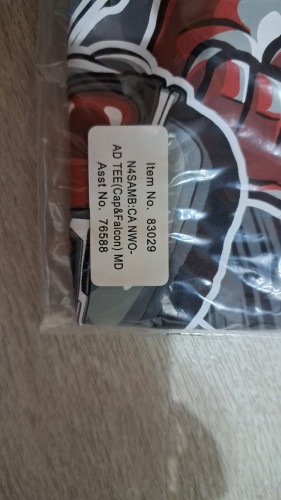 Item No. 83029
N4SAMB:CA NWO-
AD TEE(Cap&Falcon) MD
Asst No. 76588